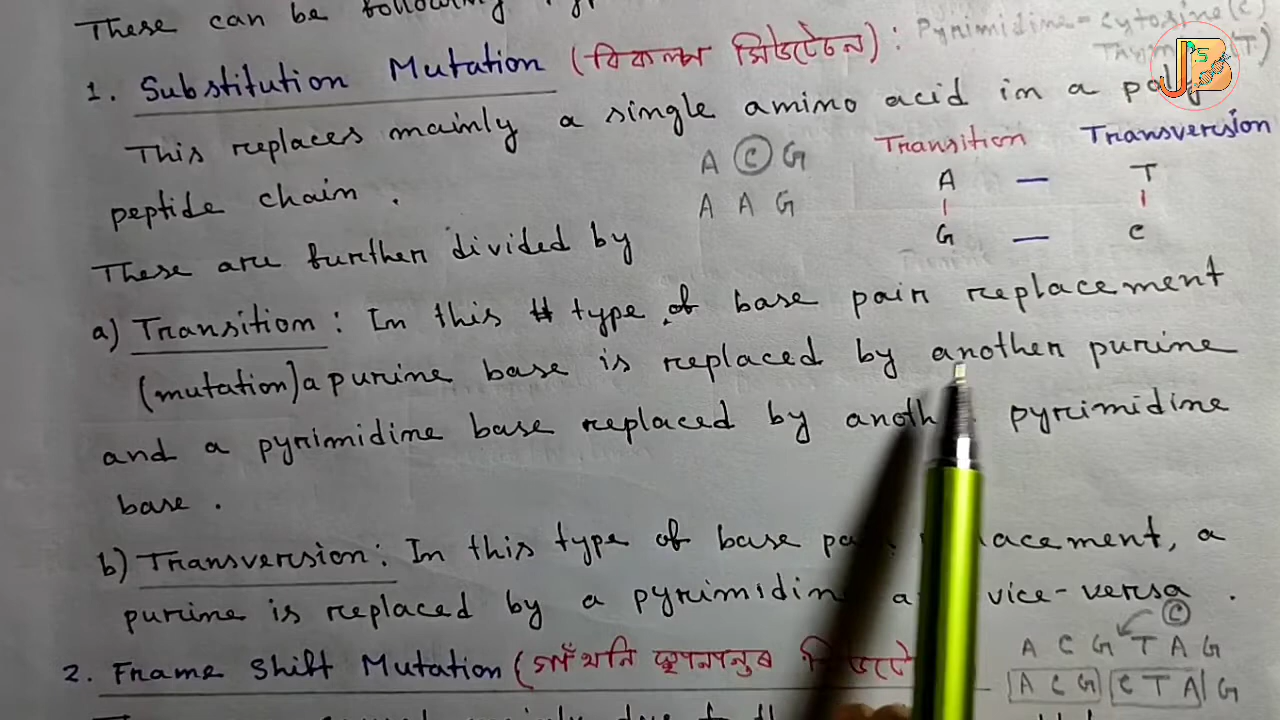 These can be following
Pyrimidine = Cytosine (C)
1. Substitution Mutation (বিকল্প মিউটেচন) :
This replaces mainly a single amino acid in a poly
peptide chain .
A C G
A A G
Transition Transversion
A — T
G — C
These are further divided by
a) Transition : In this type of base pair replacement
(mutation) a purine base is replaced by another purine
and a pyrimidine base replaced by anoth pyrimidine
base .
b) Transversion : In this type of base pa lacement, a
purine is replaced by a pyrimidin a vice-versa .
C
2. Frame Shift Mutation (
A C G T A G
A C G C T A G